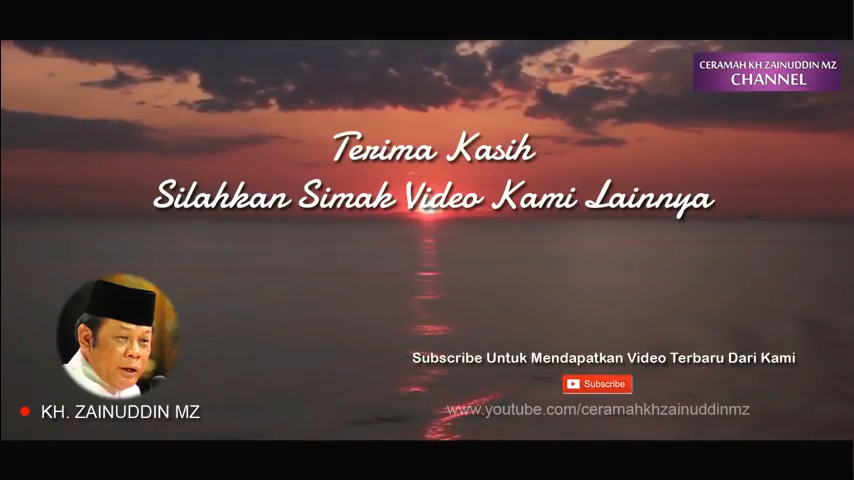 CERAMAH KH ZAINUDDIN MZ
CHANNEL
Terima Kasih
Silahkan Simak Video Kami Lainnya
Subscribe Untuk Mendapatkan Video Terbaru Dari Kami
Subscribe
KH. ZAINUDDIN MZ
www.youtube.com/ceramahkhzainuddinmz